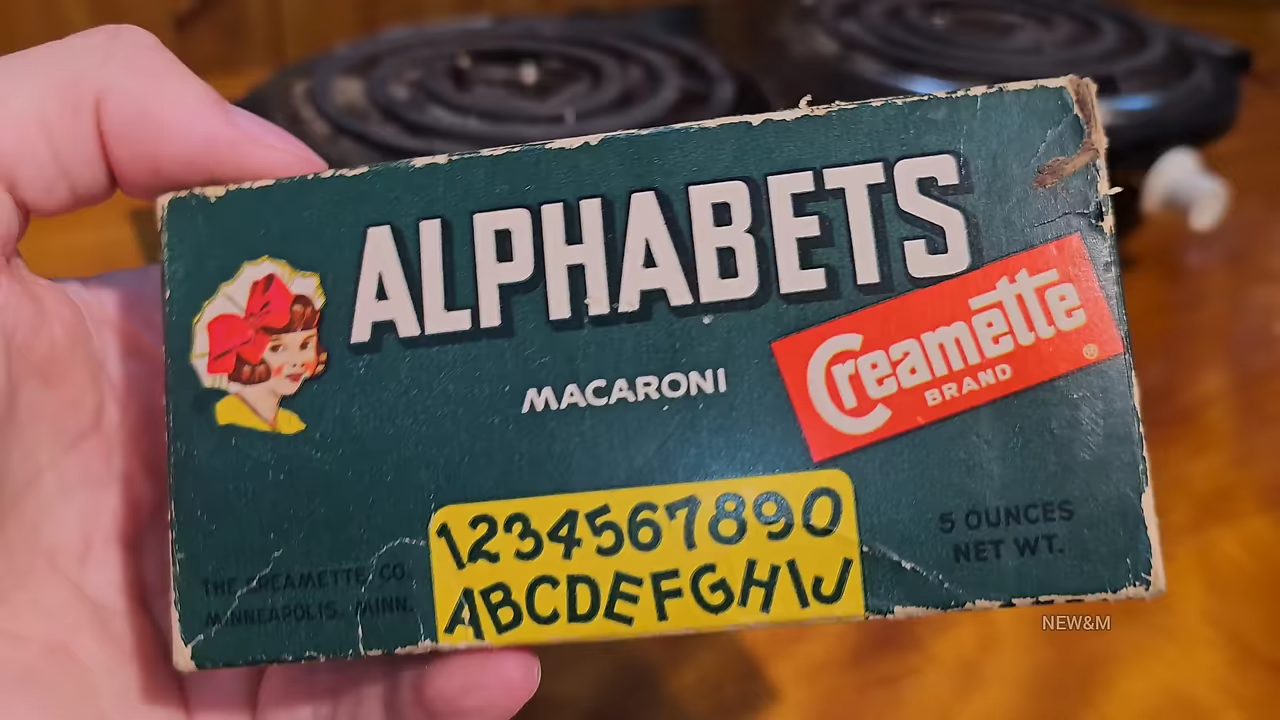 ALPHABETS
Creamette
BRAND
®
MACARONI
1234567890
ABCDEFGHIJ
5 OUNCES
NET WT.
THE CREAMETTE CO.
MINNEAPOLIS, MINN.
NEW&M